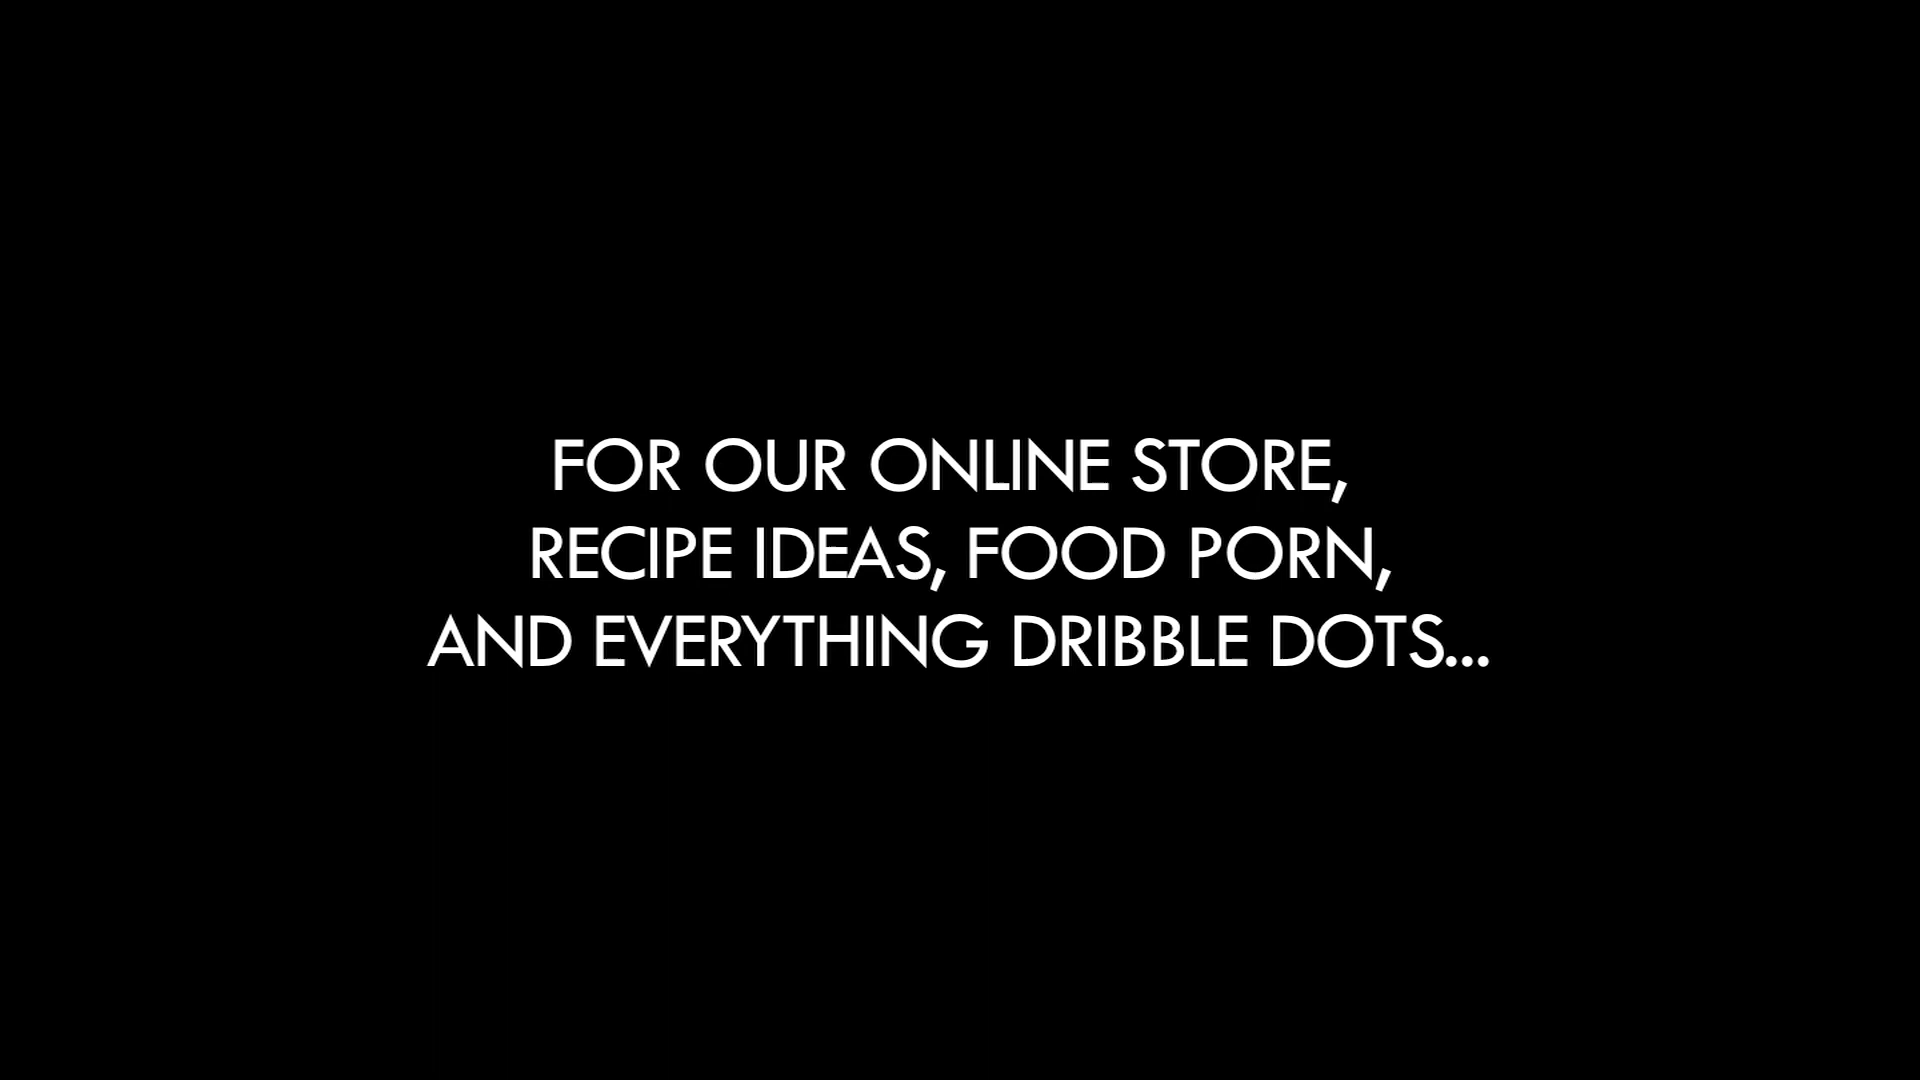 FOR OUR ONLINE STORE,
RECIPE IDEAS, FOOD PORN,
AND EVERYTHING DRIBBLE DOTS...